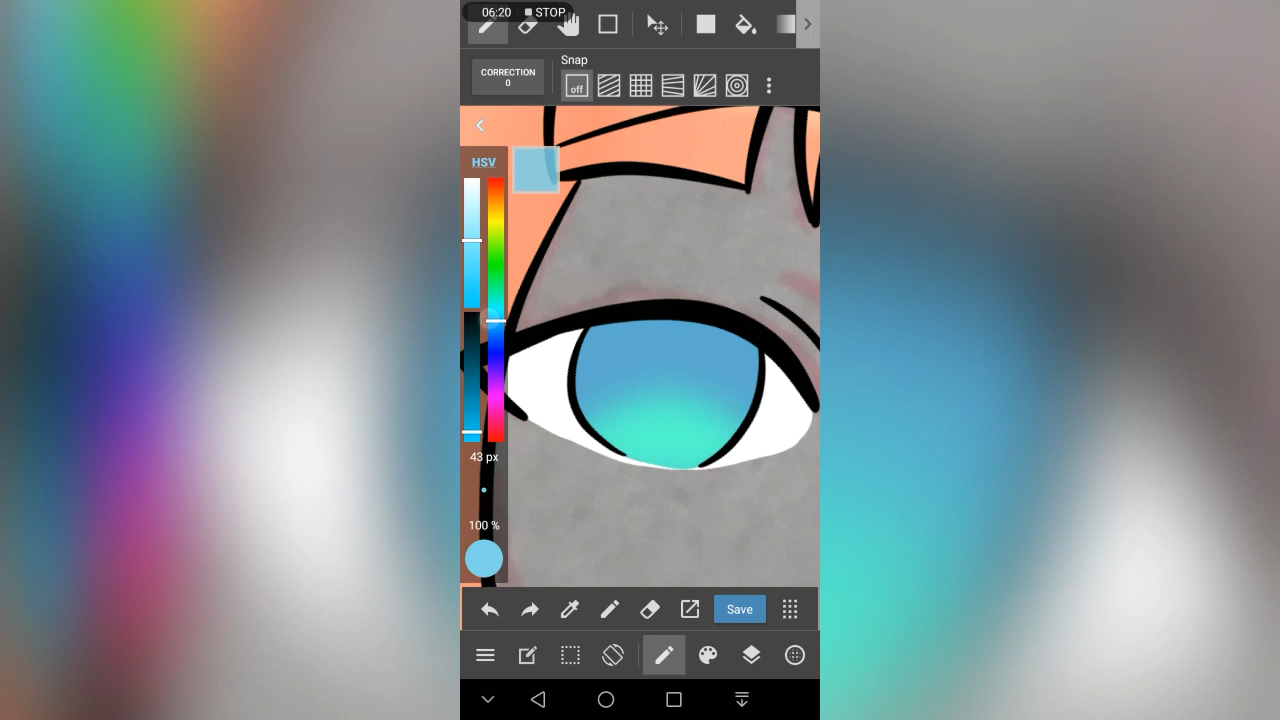 06:20 STOP
CORRECTION
0
Snap
off
HSV
43 px
100 %
Save